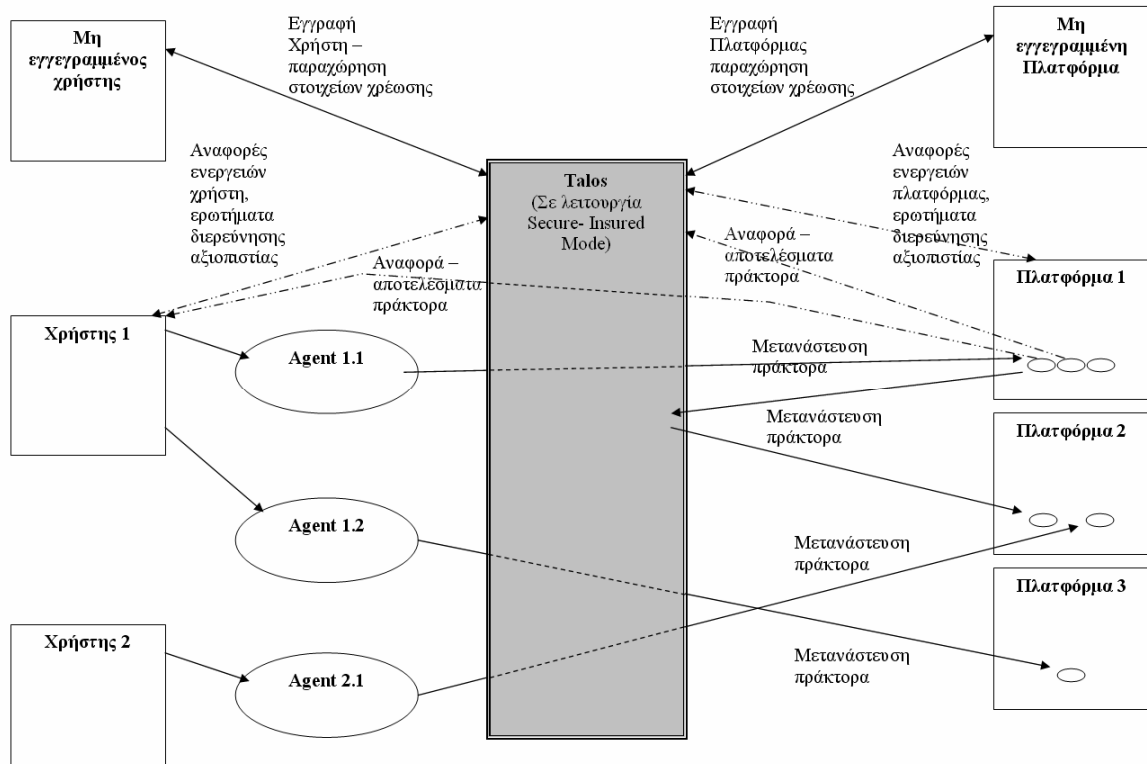 Μη
εγγεγραμμένος
χρήστης
Εγγραφή
Χρήστη –
παραχώρηση
στοιχείων χρέωσης
Εγγραφή
Πλατφόρμας
παραχώρηση
στοιχείων χρέωσης
Μη
εγγεγραμμένη
Πλατφόρμα
Αναφορές
ενεργειών
χρήστη,
ερωτήματα
διερεύνησης
αξιοπιστίας
Talos
(Σε λειτουργία
Secure- Insured
Mode)
Αναφορές
ενεργειών
πλατφόρμας,
ερωτήματα
διερεύνησης
αξιοπιστίας
Αναφορά –
αποτελέσματα
πράκτορα
Αναφορά –
αποτελέσματα
πράκτορα
Πλατφόρμα 1
Χρήστης 1
Agent 1.1
Μετανάστευση
πράκτορα
Μετανάστευση
πράκτορα
Πλατφόρμα 2
Agent 1.2
Μετανάστευση
πράκτορα
Πλατφόρμα 3
Χρήστης 2
Agent 2.1
Μετανάστευση
πράκτορα